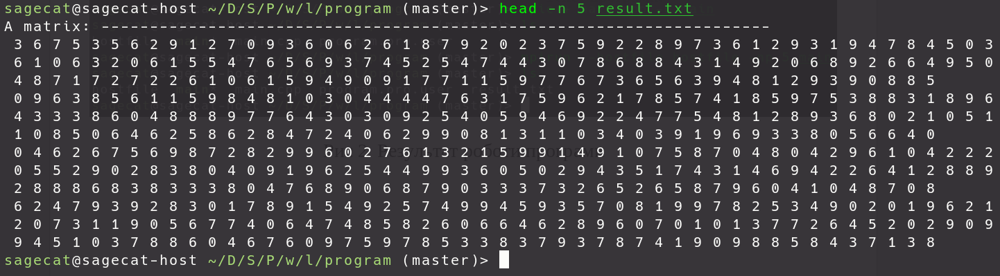 sagecat@sagecat-host ~/D/S/P/w/l/program (master)> head -n 5 result.txt
A matrix: ---------------------------------------------------------------------
3 6 7 5 3 5 6 2 9 1 2 7 0 9 3 6 0 6 2 6 1 8 7 9 2 0 2 3 7 5 9 2 2 8 9 7 3 6 1 2 9 3 1 9 4 7 8 4 5 0 3
6 1 0 6 3 2 0 6 1 5 5 4 7 6 5 6 9 3 7 4 5 2 5 4 7 4 4 3 0 7 8 6 8 8 4 3 1 4 9 2 0 6 8 9 2 6 6 4 9 5 0
4 8 7 1 7 2 7 2 2 6 1 0 6 1 5 9 4 9 0 9 1 7 7 1 1 5 9 7 7 6 7 3 6 5 6 3 9 4 8 1 2 9 3 9 0 8 8 5
0 9 6 3 8 5 6 1 1 5 9 8 4 8 1 0 3 0 4 4 4 4 7 6 3 1 7 5 9 6 2 1 7 8 5 7 4 1 8 5 9 7 5 3 8 8 3 1 8 9 6
4 3 3 3 8 6 0 4 8 8 8 9 7 7 6 4 3 0 3 0 9 2 5 4 0 5 9 4 6 9 2 2 4 7 7 5 4 8 1 2 8 9 3 6 8 0 2 1 0 5 1
1 0 8 5 0 6 4 6 2 5 8 6 2 8 4 7 2 4 0 6 2 9 9 0 8 1 3 1 1 0 3 4 0 3 9 1 9 6 9 3 3 8 0 5 6 6 4 0
0 4 6 2 6 7 5 6 9 8 7 2 8 2 9 9 6 2 7 2 1 3 2 1 5 9 0 1 4 9 1 0 7 5 8 7 0 4 8 0 4 2 9 6 1 0 4 2 2 2
0 5 5 2 9 0 2 8 3 8 0 4 0 9 1 9 6 2 5 4 4 9 9 3 6 0 5 0 2 9 4 3 5 1 7 4 3 1 4 6 9 4 2 2 6 4 1 2 8 8 9
2 8 8 8 6 8 3 8 3 3 3 8 0 4 7 6 8 9 0 6 8 7 9 0 3 3 3 7 3 2 6 5 2 6 5 8 7 9 6 0 4 1 0 4 8 7 0 8
6 2 4 7 9 3 9 2 8 3 0 1 7 8 9 1 5 4 9 2 5 7 4 9 9 4 5 9 3 5 7 0 8 1 9 9 7 8 2 5 3 4 9 0 2 0 1 9 6 2 1
2 0 7 3 1 1 9 0 5 6 7 7 4 0 6 4 7 4 8 5 8 2 6 0 6 6 4 6 2 8 9 6 0 7 0 1 0 1 3 7 7 2 6 4 5 2 0 2 9 0 9
9 4 5 1 0 3 7 8 8 6 0 4 6 7 6 0 9 7 5 9 7 8 5 3 3 8 3 7 9 3 7 8 7 4 1 9 0 9 8 8 5 8 4 3 7 1 3 8
sagecat@sagecat-host ~/D/S/P/w/l/program (master)>